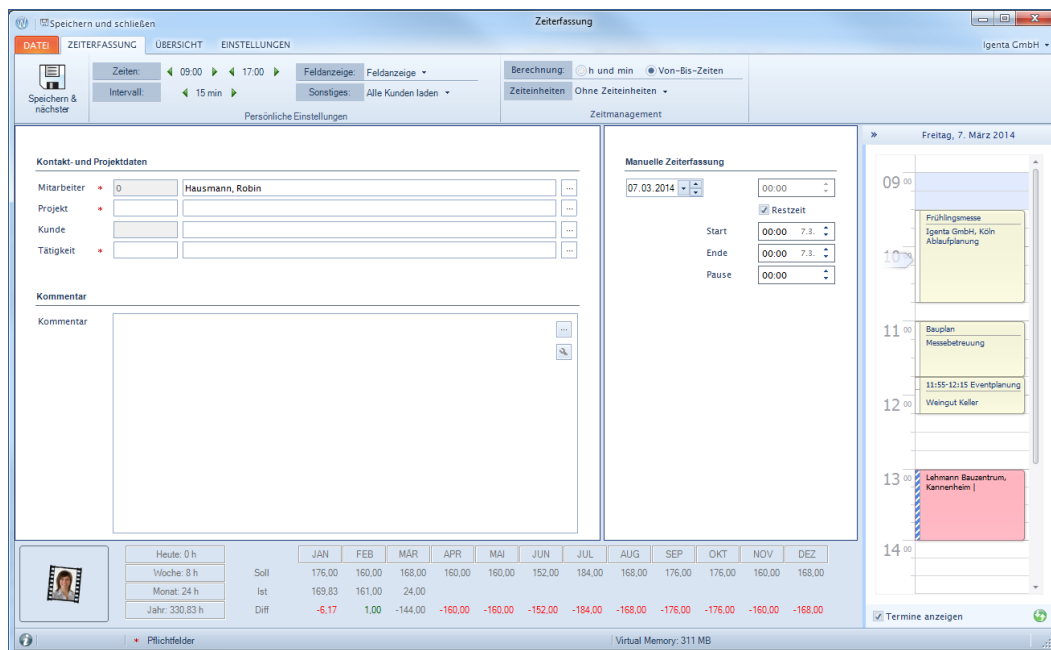 Speichern und schließen
Zeiterfassung
DATEI ZEITERFASSUNG ÜBERSICHT EINSTELLUNGEN
Igenta GmbH
Speichern & nächster
Zeiten: 09:00 17:00
Intervall: 15 min
Feldanzeige: Feldanzeige
Sonstiges: Alle Kunden laden
Persönliche Einstellungen
Berechnung: h und min Von-Bis-Zeiten
Zeiteinheiten Ohne Zeiteinheiten
Zeitmanagement
Kontakt- und Projektdaten
Mitarbeiter * 0 Hausmann, Robin ...
Projekt * ...
Kunde ...
Tätigkeit * ...
Kommentar
Kommentar ...
Manuelle Zeiterfassung
07.03.2014 00:00
Restzeit
Start 00:00 7.3.
Ende 00:00 7.3.
Pause 00:00
» Freitag, 7. März 2014
09 00
Frühlingsmesse
Igenta GmbH, Köln
Ablaufplanung
10 00
11 00
Bauplan
Messebetreuung
11:55-12:15 Eventplanung
12 00
Weingut Keller
13 00
Lehmann Bauzentrum,
Kannenheim |
14 00
Termine anzeigen
Heute: 0 h JAN FEB MÄR APR MAI JUN JUL AUG SEP OKT NOV DEZ
Woche: 8 h Soll 176,00 160,00 168,00 160,00 160,00 152,00 184,00 168,00 176,00 176,00 160,00 168,00
Monat: 24 h Ist 169,83 161,00 24,00
Jahr: 330,83 h Diff -6,17 1,00 -144,00 -160,00 -160,00 -152,00 -184,00 -168,00 -176,00 -176,00 -160,00 -168,00
* Pflichtfelder
Virtual Memory: 311 MB